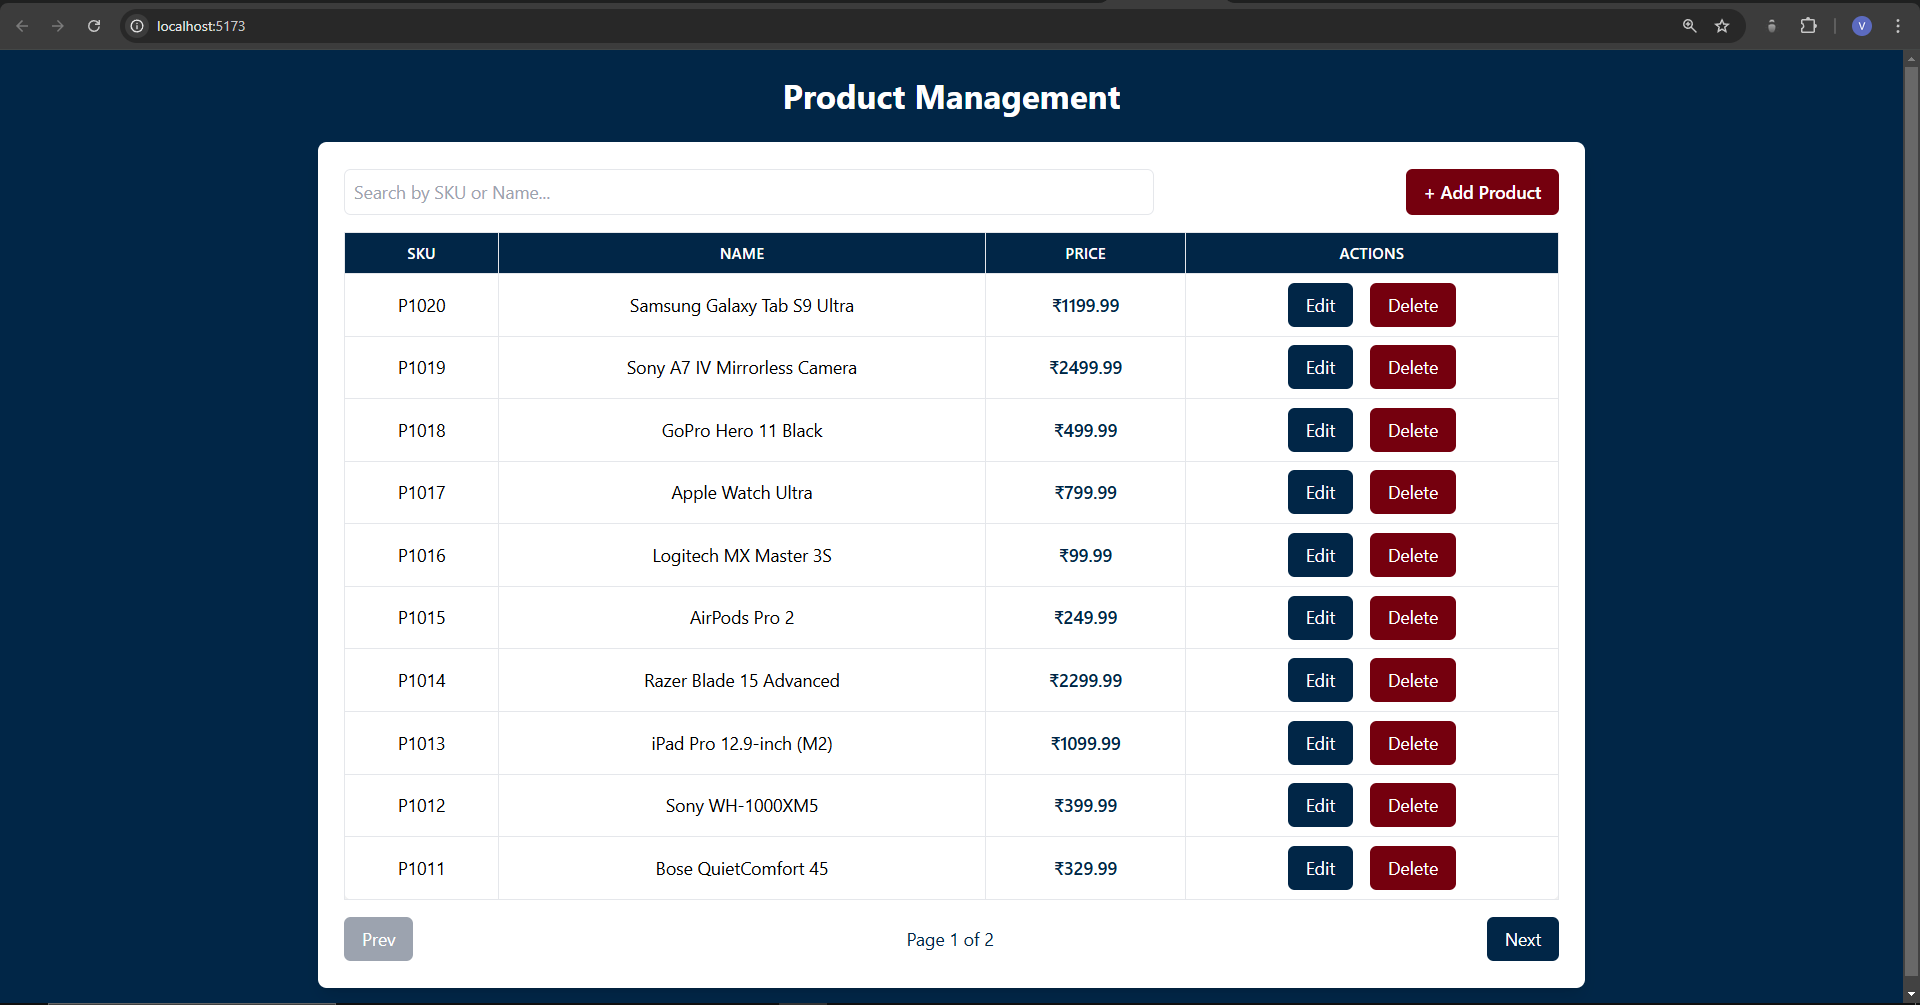 localhost:5173
V
Product Management
Search by SKU or Name...
+ Add Product
SKU NAME PRICE ACTIONS
P1020 Samsung Galaxy Tab S9 Ultra ₹1199.99 Edit Delete
P1019 Sony A7 IV Mirrorless Camera ₹2499.99 Edit Delete
P1018 GoPro Hero 11 Black ₹499.99 Edit Delete
P1017 Apple Watch Ultra ₹799.99 Edit Delete
P1016 Logitech MX Master 3S ₹99.99 Edit Delete
P1015 AirPods Pro 2 ₹249.99 Edit Delete
P1014 Razer Blade 15 Advanced ₹2299.99 Edit Delete
P1013 iPad Pro 12.9-inch (M2) ₹1099.99 Edit Delete
P1012 Sony WH-1000XM5 ₹399.99 Edit Delete
P1011 Bose QuietComfort 45 ₹329.99 Edit Delete
Prev Page 1 of 2 Next